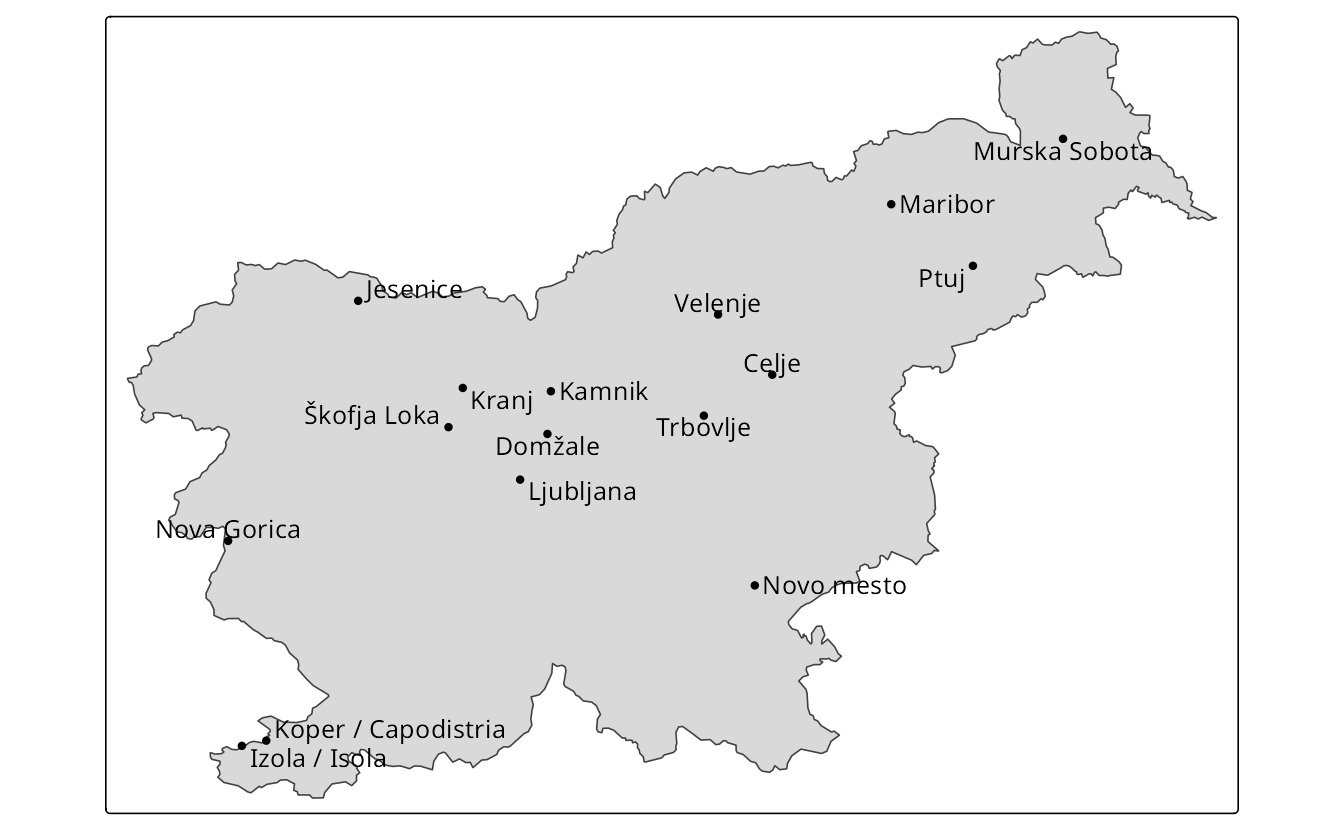 Murska Sobota
Maribor
Ptuj
Jesenice
Velenje
Celje
Kamnik
Kranj
Škofja Loka
Trbovlje
Domžale
Ljubljana
Nova Gorica
Novo mesto
Koper / Capodistria
Izola / Isola